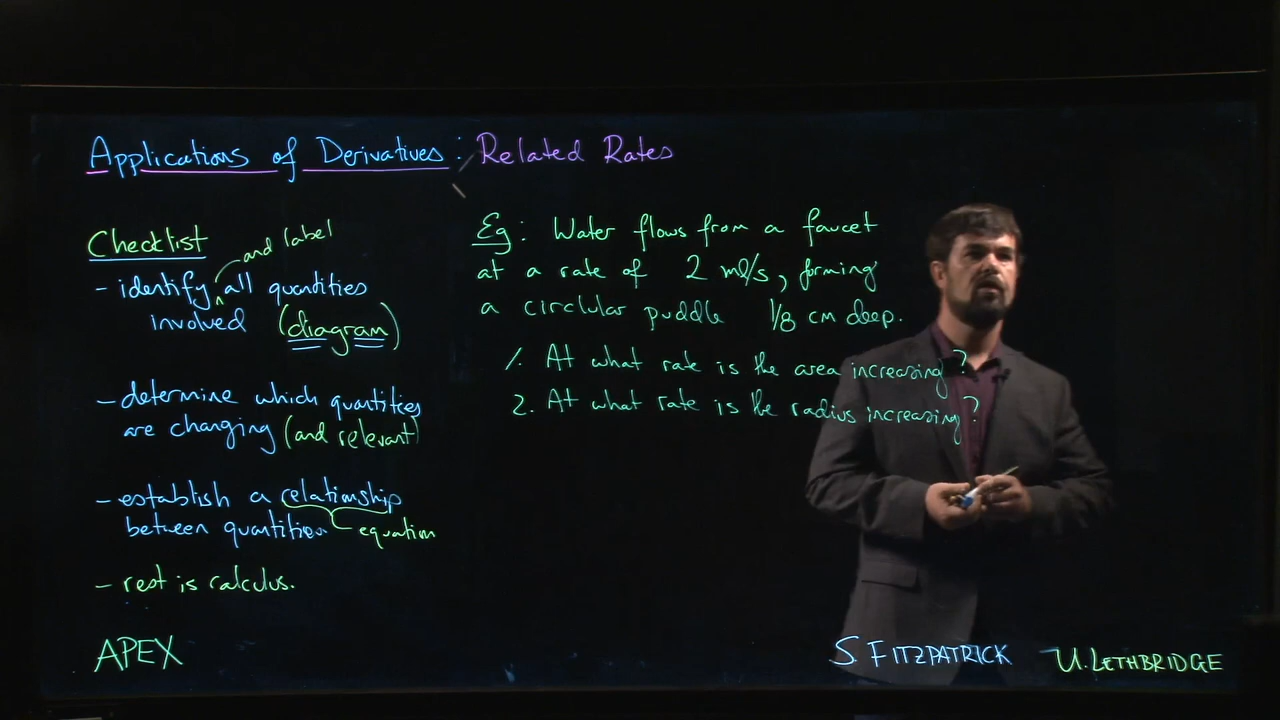 Applications of Derivatives: Related Rates
Checklist
and label
- identify all quantities
involved (diagram)
- determine which quantities
are changing (and relevant)
- establish a relationship
between quantities equation
- rest is calculus.
APEX
Eg: Water flows from a faucet
at a rate of 2 ml/s, forming
a circlular puddle 1/8 cm deep.
1. At what rate is the area increasing?
2. At what rate is the radius increasing?
S. FITZPATRICK U. LETHBRIDGE